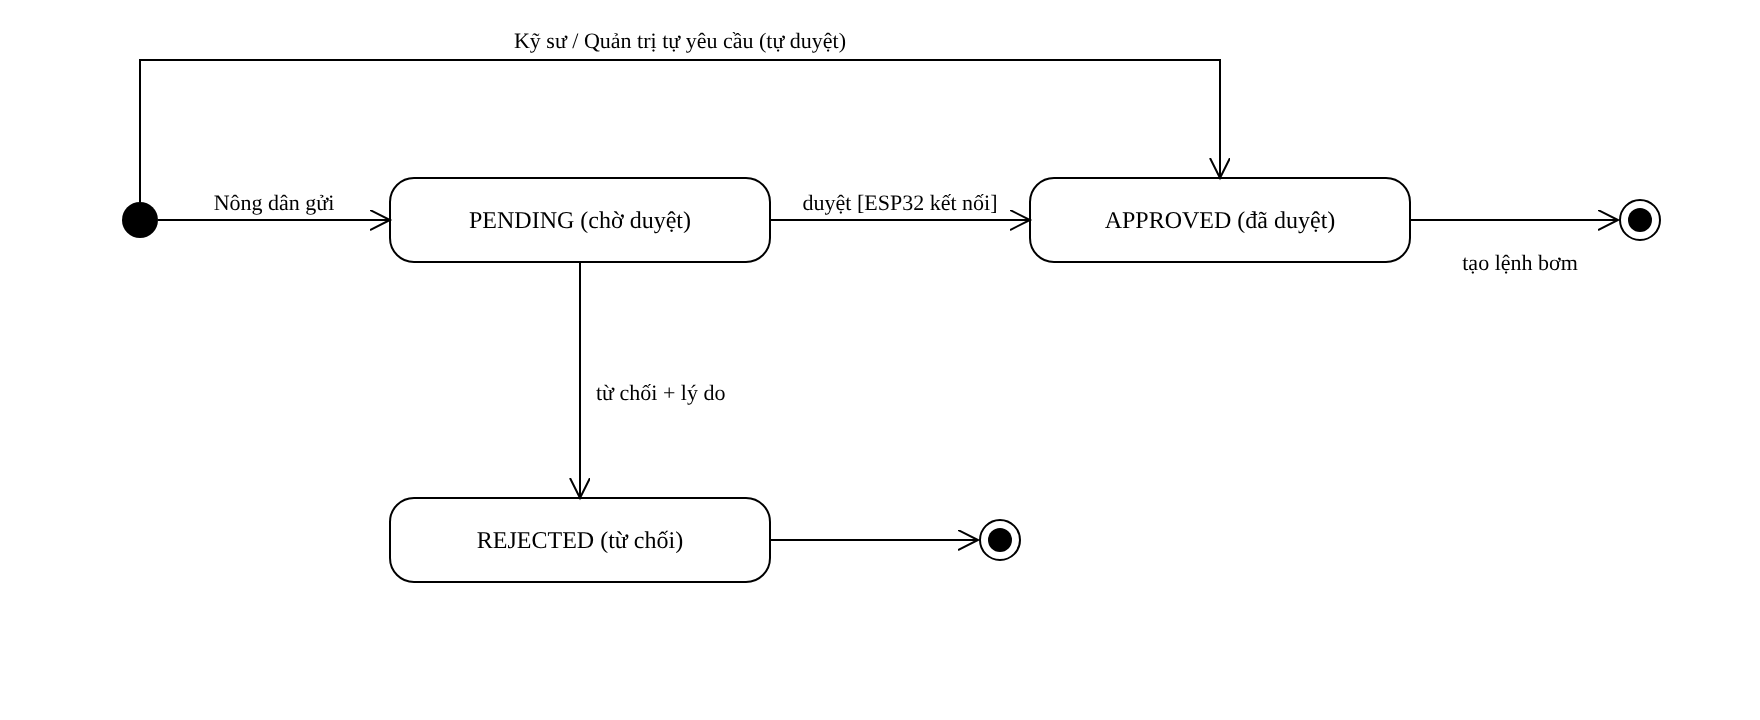 Kỹ sư / Quản trị tự yêu cầu (tự duyệt)
Nông dân gửi
PENDING (chờ duyệt)
duyệt [ESP32 kết nối]
APPROVED (đã duyệt)
tạo lệnh bơm
từ chối + lý do
REJECTED (từ chối)